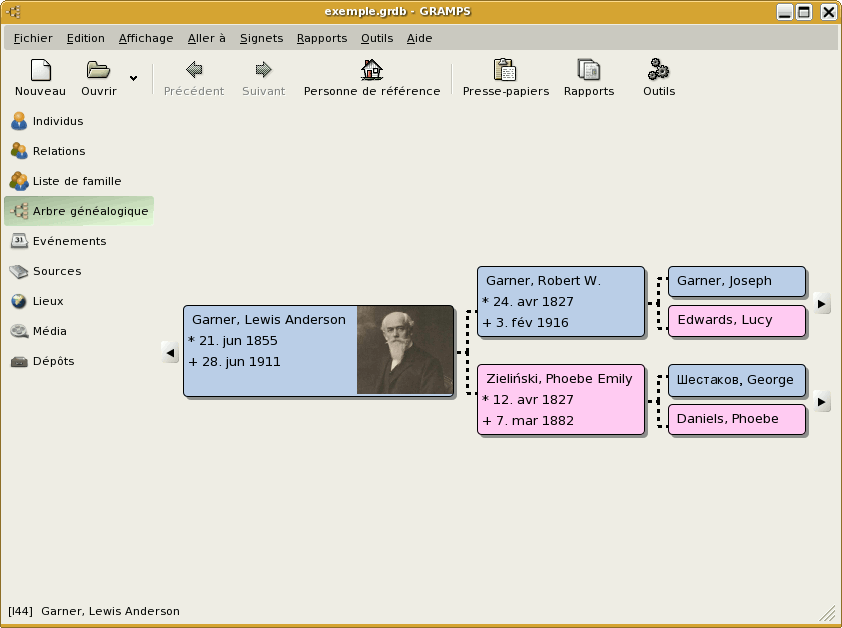 exemple.grdb - GRAMPS
Fichier Edition Affichage Aller à Signets Rapports Outils Aide
Nouveau Ouvrir Précédent Suivant Personne de référence Presse-papiers Rapports Outils
Individus
Relations
Liste de famille
Arbre généalogique
31 Evénements
Sources
Lieux
Média
Dépôts
Garner, Lewis Anderson
* 21. jun 1855
+ 28. jun 1911
Garner, Robert W.
* 24. avr 1827
+ 3. fév 1916
Zieliński, Phoebe Emily
* 12. avr 1827
+ 7. mar 1882
Garner, Joseph
Edwards, Lucy
Шестаков, George
Daniels, Phoebe
[I44] Garner, Lewis Anderson